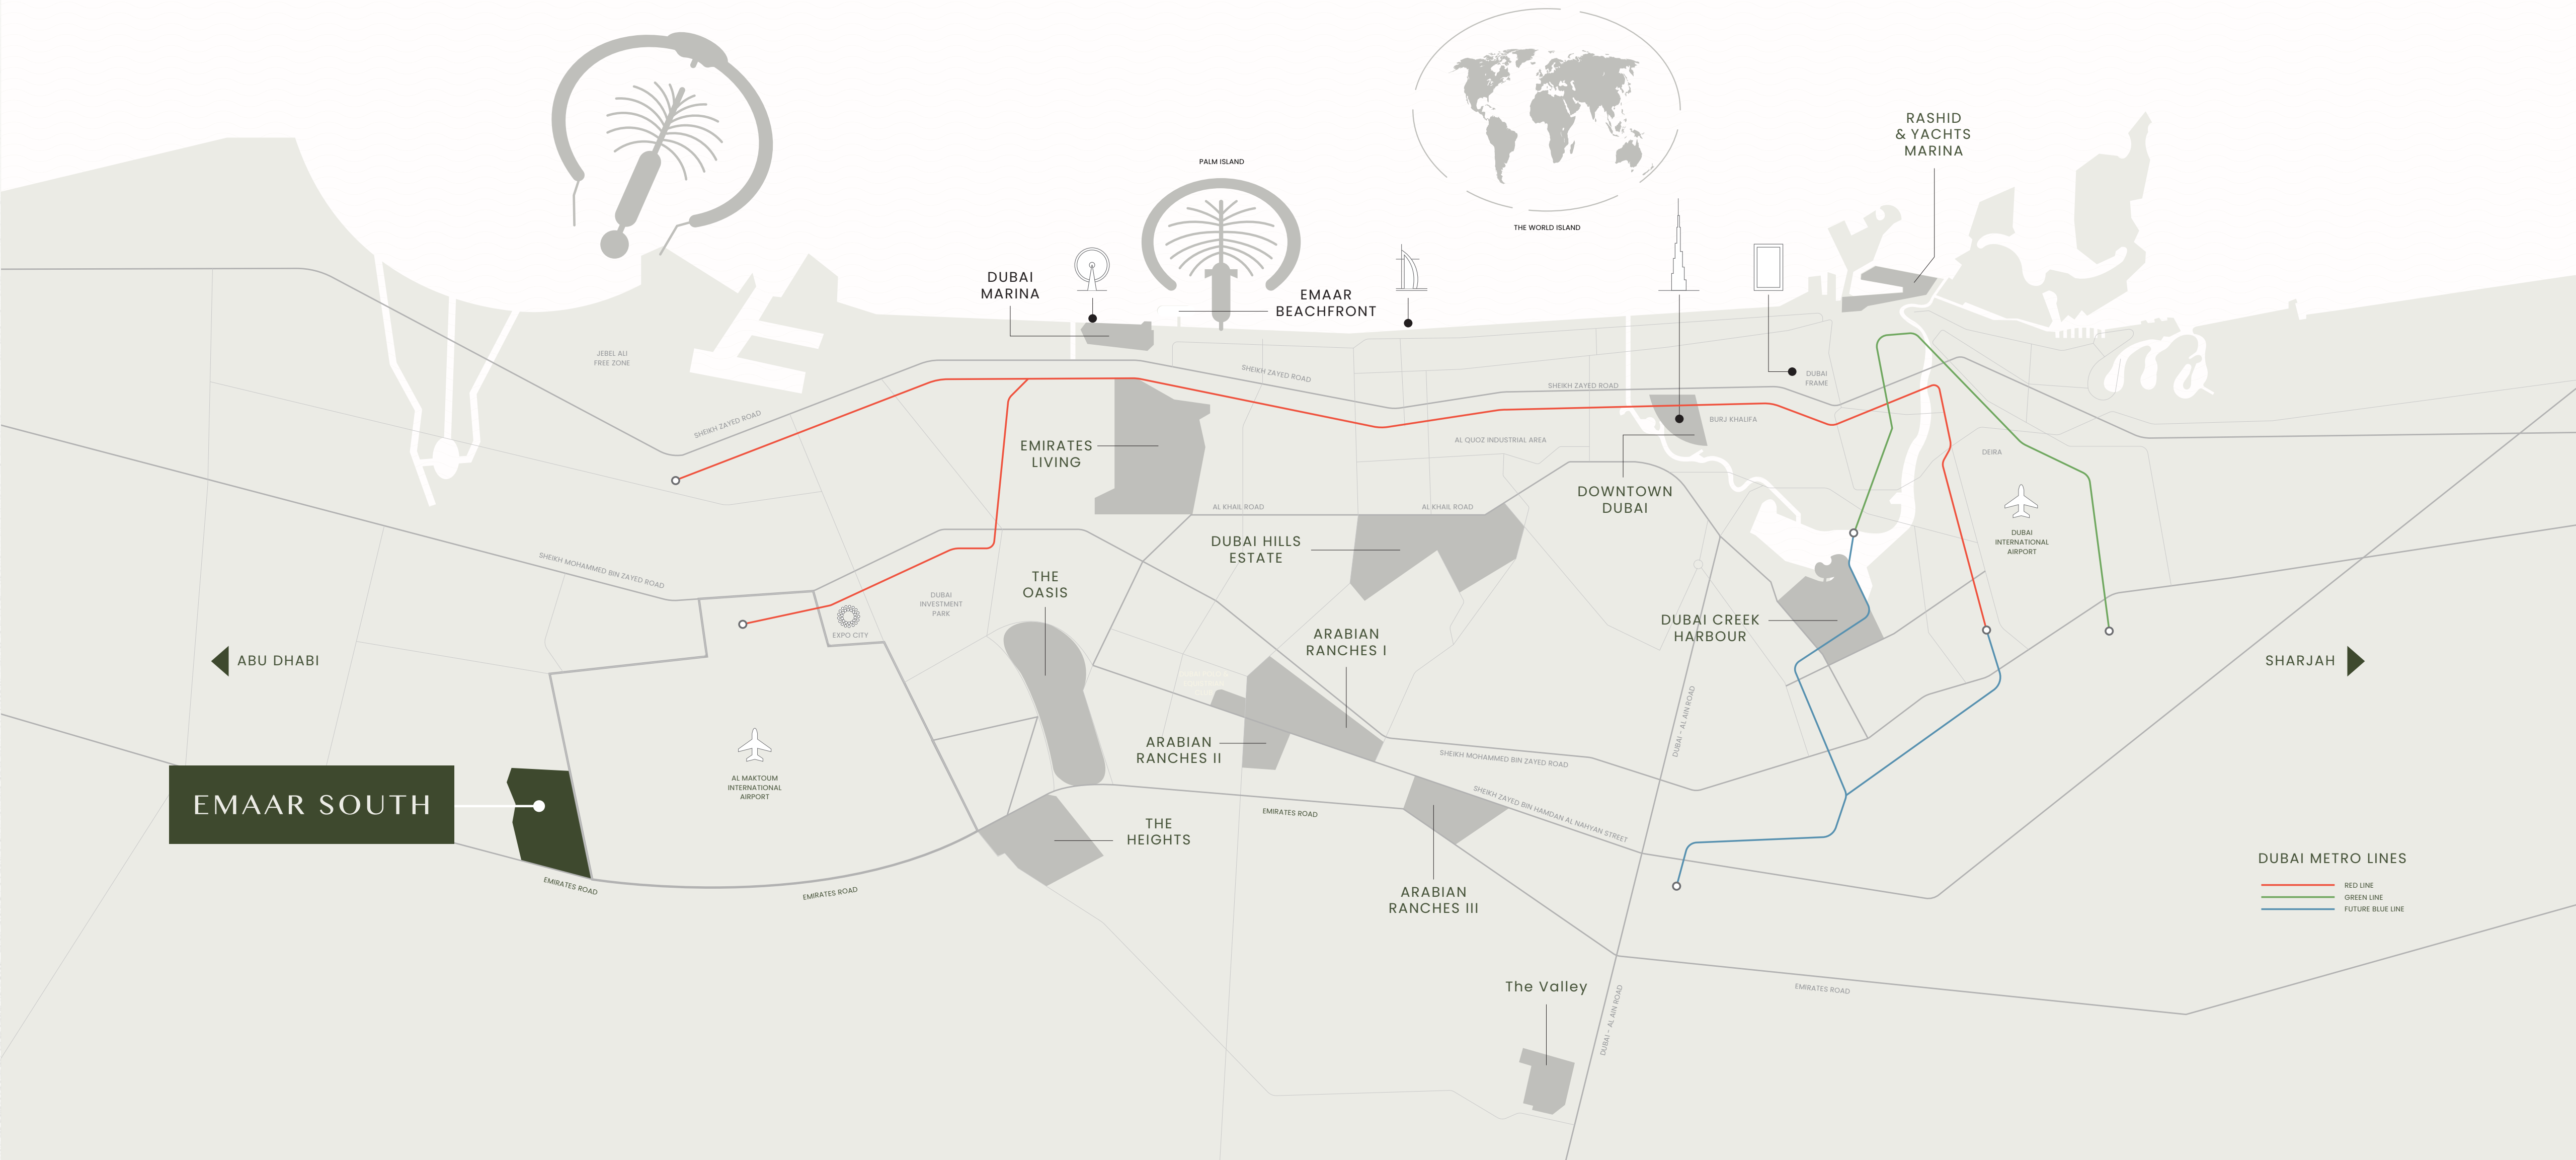 RASHID
& YACHTS
MARINA
PALM ISLAND
THE WORLD ISLAND
DUBAI
MARINA
EMAAR
BEACHFRONT
JEBEL ALI
FREE ZONE
SHEIKH ZAYED ROAD
SHEIKH ZAYED ROAD
SHEIKH ZAYED ROAD
DUBAI
FRAME
BURJ KHALIFA
AL QUOZ INDUSTRIAL AREA
EMIRATES
LIVING
DEIRA
DOWNTOWN
DUBAI
AL KHAIL ROAD
AL KHAIL ROAD
DUBAI HILLS
ESTATE
DUBAI
INTERNATIONAL
AIRPORT
SHEIKH MOHAMMED BIN ZAYED ROAD
THE
OASIS
DUBAI
INVESTMENT
PARK
EXPO CITY
DUBAI CREEK
HARBOUR
ARABIAN
RANCHES I
ABU DHABI
SHARJAH
DUBAI - AL AIN ROAD
ARABIAN
RANCHES II
SHEIKH MOHAMMED BIN ZAYED ROAD
AL MAKTOUM
INTERNATIONAL
AIRPORT
EMAAR SOUTH
SHEIKH ZAYED BIN HAMDAN AL NAHYAN STREET
EMIRATES ROAD
THE
HEIGHTS
EMIRATES ROAD
EMIRATES ROAD
ARABIAN
RANCHES III
DUBAI METRO LINES
RED LINE
GREEN LINE
FUTURE BLUE LINE
The Valley
EMIRATES ROAD
DUBAI - AL AIN ROAD